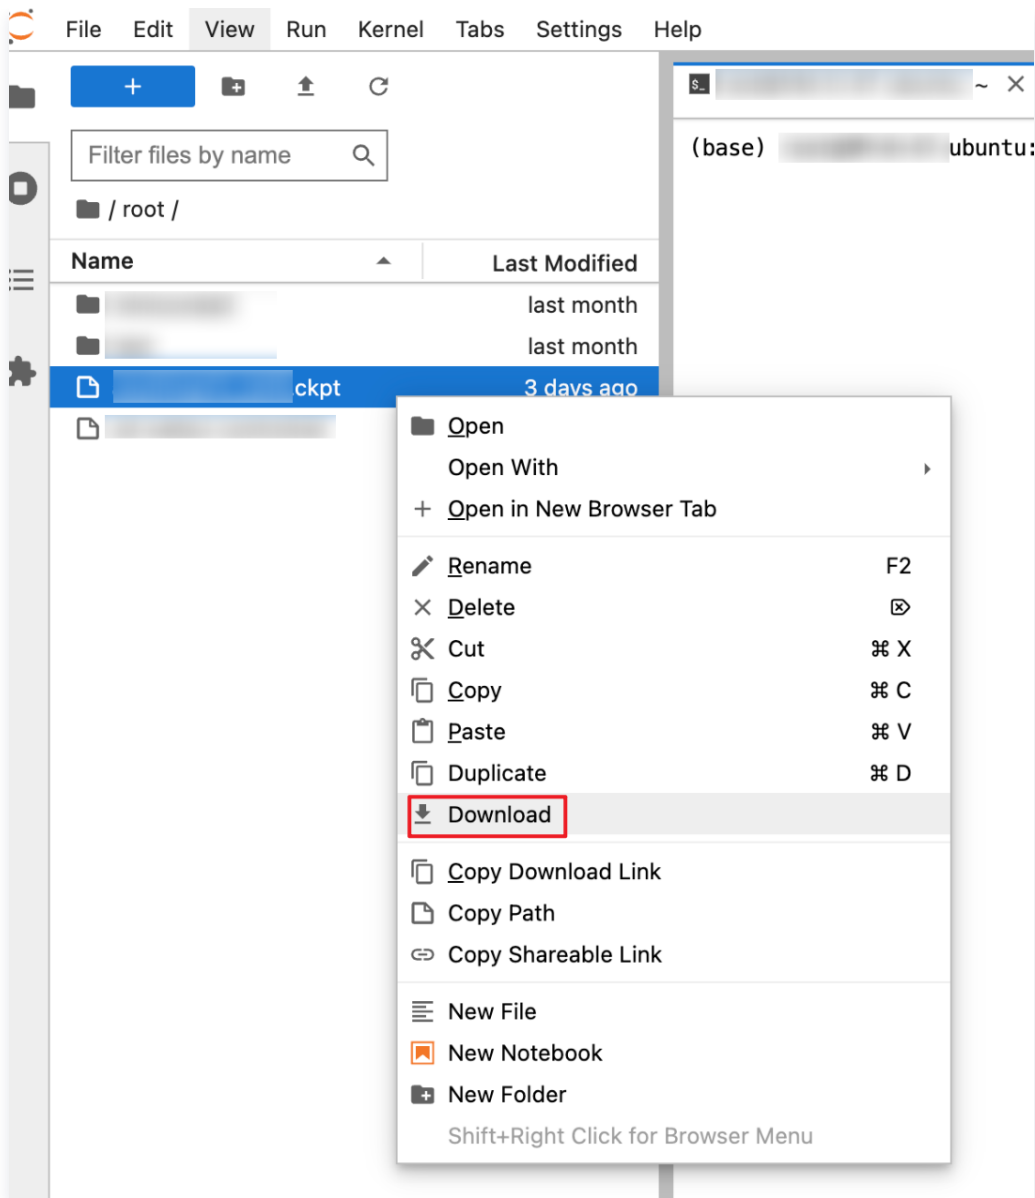 File Edit View Run Kernel Tabs Settings Help
+
Filter files by name
/ root /
Name Last Modified
last month
last month
.ckpt 3 days ago
$_ ~ ×
(base) ubuntu:
Open
Open With
Open in New Browser Tab
Rename F2
Delete ⌦
Cut ⌘ X
Copy ⌘ C
Paste ⌘ V
Duplicate ⌘ D
Download
Copy Download Link
Copy Path
Copy Shareable Link
New File
New Notebook
New Folder
Shift+Right Click for Browser Menu